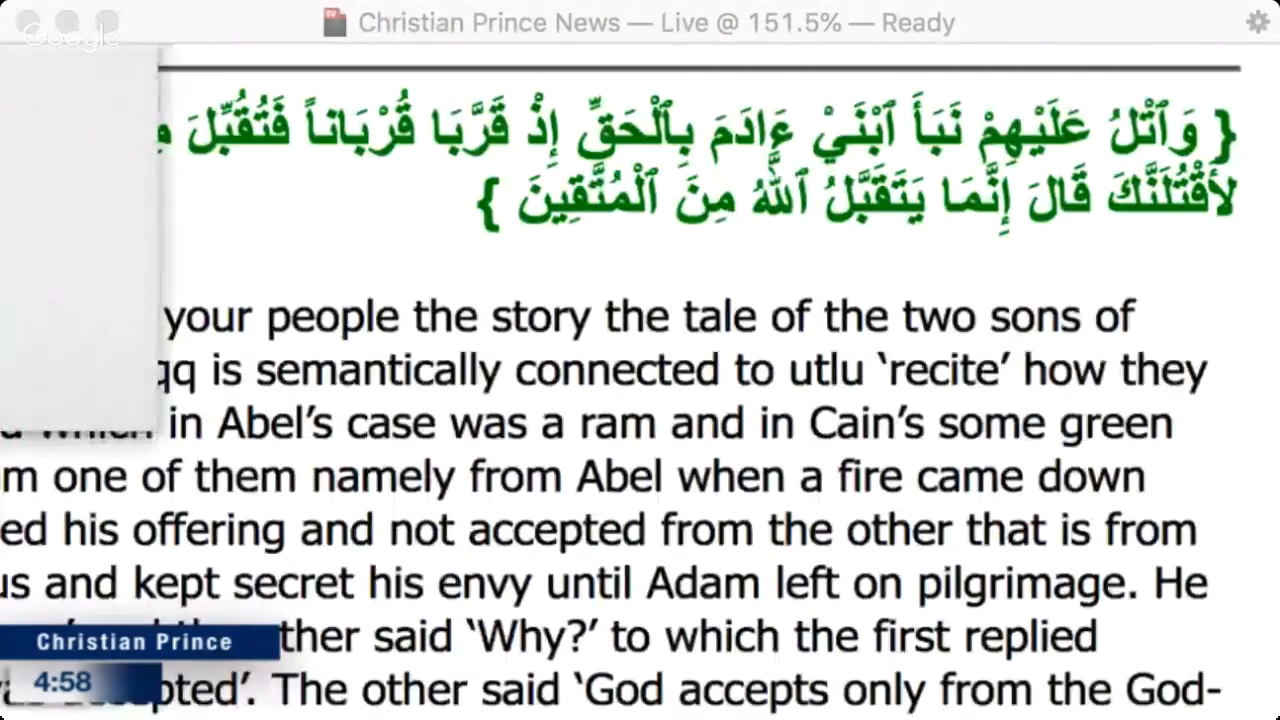 Google
Christian Prince News — Live @ 151.5% — Ready
{ وَٱتْلُ عَلَيْهِمْ نَبَأَ ٱبْنَيْ ءَادَمَ بِٱلْحَقِّ إِذْ قَرَّبَا قُرْبَاناً فَتُقُبِّلَ
لأَقْتُلَنَّكَ قَالَ إِنَّمَا يَتَقَبَّلُ ٱللَّهُ مِنَ ٱلْمُتَّقِينَ }
your people the story the tale of the two sons of
qq is semantically connected to utlu ‘recite’ how they
in Abel’s case was a ram and in Cain’s some green
m one of them namely from Abel when a fire came down
ed his offering and not accepted from the other that is from
us and kept secret his envy until Adam left on pilgrimage. He
ther said ‘Why?’ to which the first replied
pted’. The other said ‘God accepts only from the God-
Christian Prince
4:58